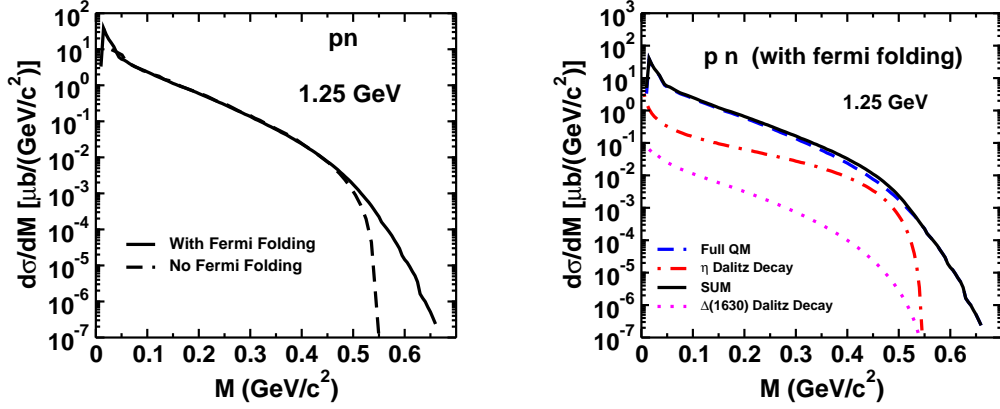 pn
1.25 GeV
dσ/dM [μb/(GeV/c²)]
10²
10¹
10⁰
10⁻¹
10⁻²
10⁻³
10⁻⁴
10⁻⁵
10⁻⁶
10⁻⁷
With Fermi Folding
No Fermi Folding
0 0.1 0.2 0.3 0.4 0.5 0.6
M (GeV/c²)
p n (with fermi folding)
1.25 GeV
dσ/dM [μb/(GeV/c²)]
10³
10²
10¹
10⁰
10⁻¹
10⁻²
10⁻³
10⁻⁴
10⁻⁵
10⁻⁶
10⁻⁷
Full QM
η Dalitz Decay
SUM
Δ(1630) Dalitz Decay
0 0.1 0.2 0.3 0.4 0.5 0.6
M (GeV/c²)